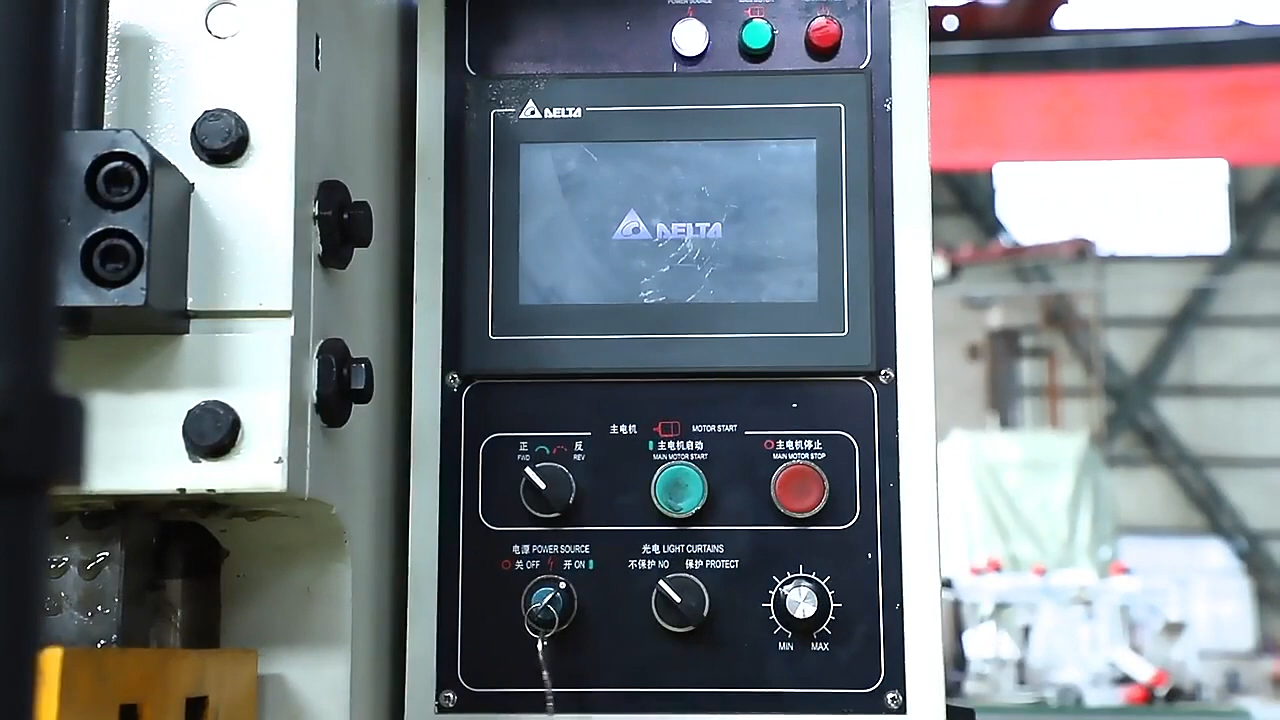 POWER SOURCE
DELTA
DELTA
主电机 MOTOR START
正 反
FWD REV
主电机启动
MAIN MOTOR START
主电机停止
MAIN MOTOR STOP
电源 POWER SOURCE
关 OFF 开 ON
光电 LIGHT CURTAINS
不保护 NO 保护 PROTECT
MIN MAX